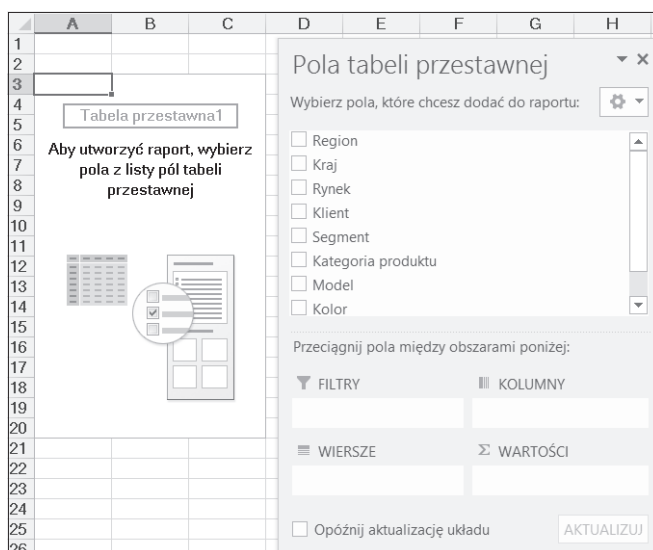 A B C D E F G H
1
2
3
4
5
6
7
8
9
10
11
12
13
14
15
16
17
18
19
20
21
22
23
24
25
26
Tabela przestawna1
Aby utworzyć raport, wybierz
pola z listy pól tabeli
przestawnej
Pola tabeli przestawnej
Wybierz pola, które chcesz dodać do raportu:
Region
Kraj
Rynek
Klient
Segment
Kategoria produktu
Model
Kolor
Przeciągnij pola między obszarami poniżej:
FILTRY
KOLUMNY
WIERSZE
Σ WARTOŚCI
Opóźnij aktualizację układu
AKTUALIZUJ